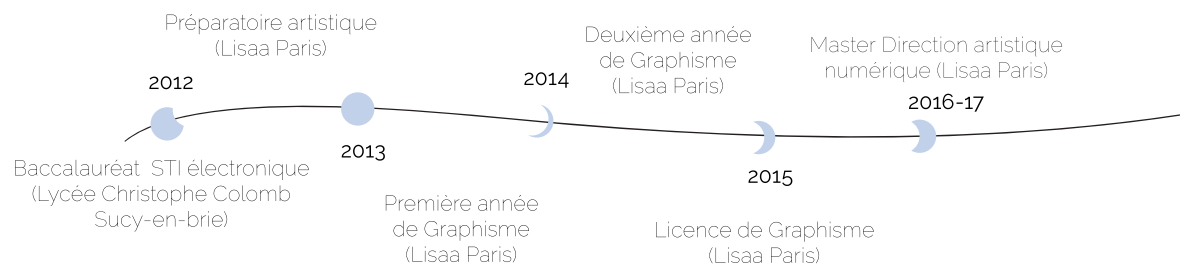 Préparatoire artistique
(Lisaa Paris)
2012
Baccalauréat STI électronique
(Lycée Christophe Colomb
Sucy-en-brie)
2013
Première année
de Graphisme
(Lisaa Paris)
2014
Deuxième année
de Graphisme
(Lisaa Paris)
2015
Licence de Graphisme
(Lisaa Paris)
Master Direction artistique
numérique (Lisaa Paris)
2016-17